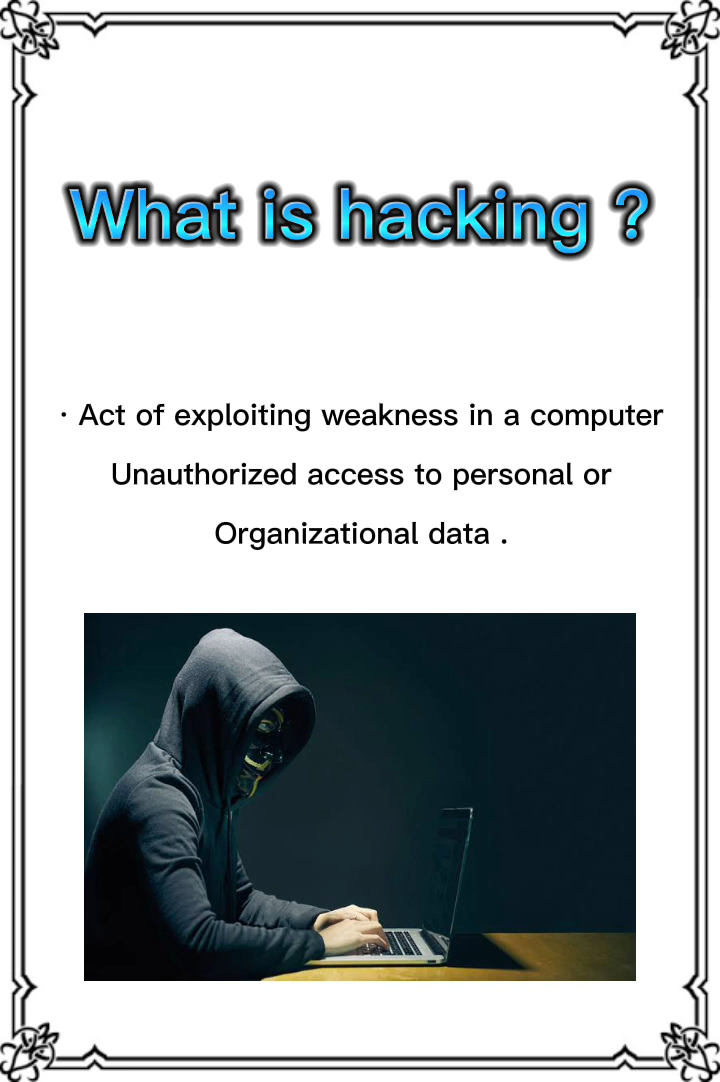 What is hacking ?
· Act of exploiting weakness in a computer
Unauthorized access to personal or
Organizational data .